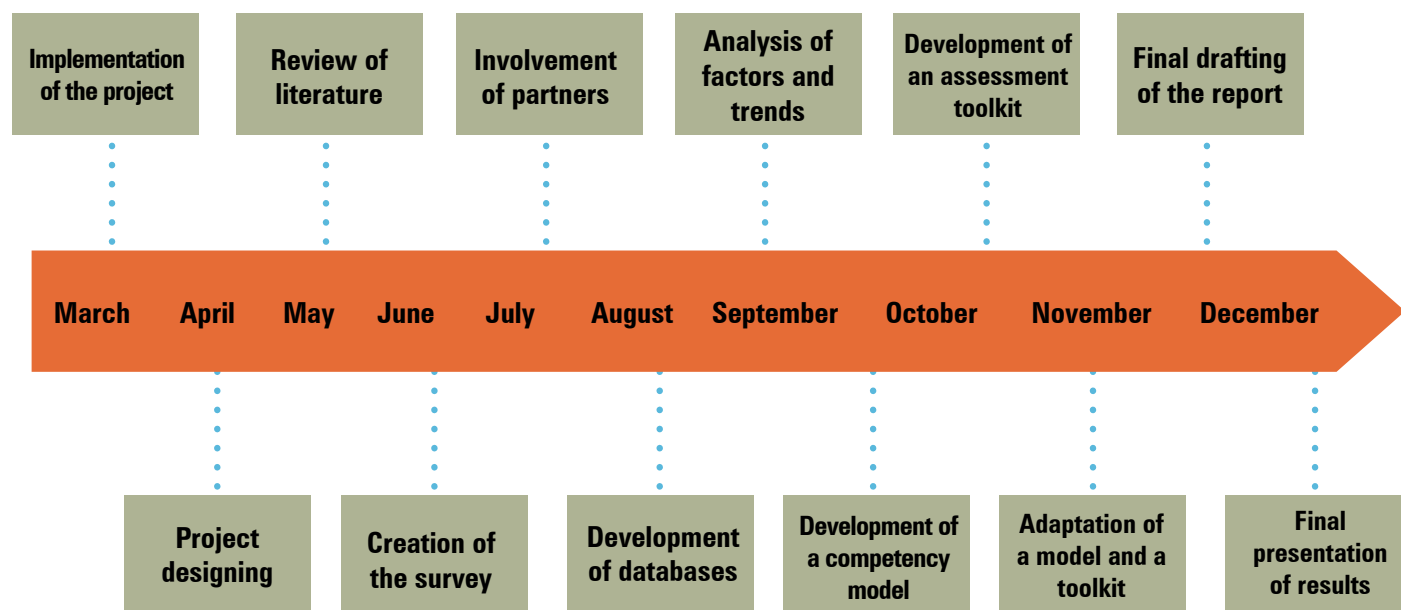 Implementation
of the project
Review of
literature
Involvement
of partners
Analysis of
factors and
trends
Development of
an assessment
toolkit
Final drafting
of the report
March April May June July August September October November December
Project
designing
Creation of
the survey
Development
of databases
Development of
a competency
model
Adaptation of
a model and a
toolkit
Final
presentation
of results